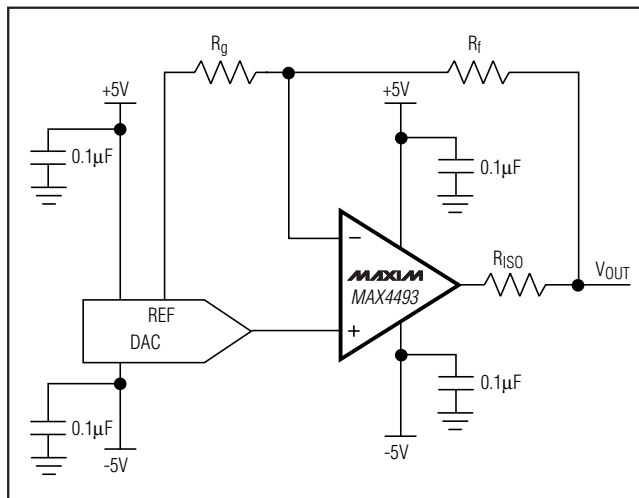 Rg
Rf
+5V
+5V
0.1µF
0.1µF
−
MAXIM
MAX4493
RISO
VOUT
REF
DAC
+
0.1µF
0.1µF
-5V
-5V